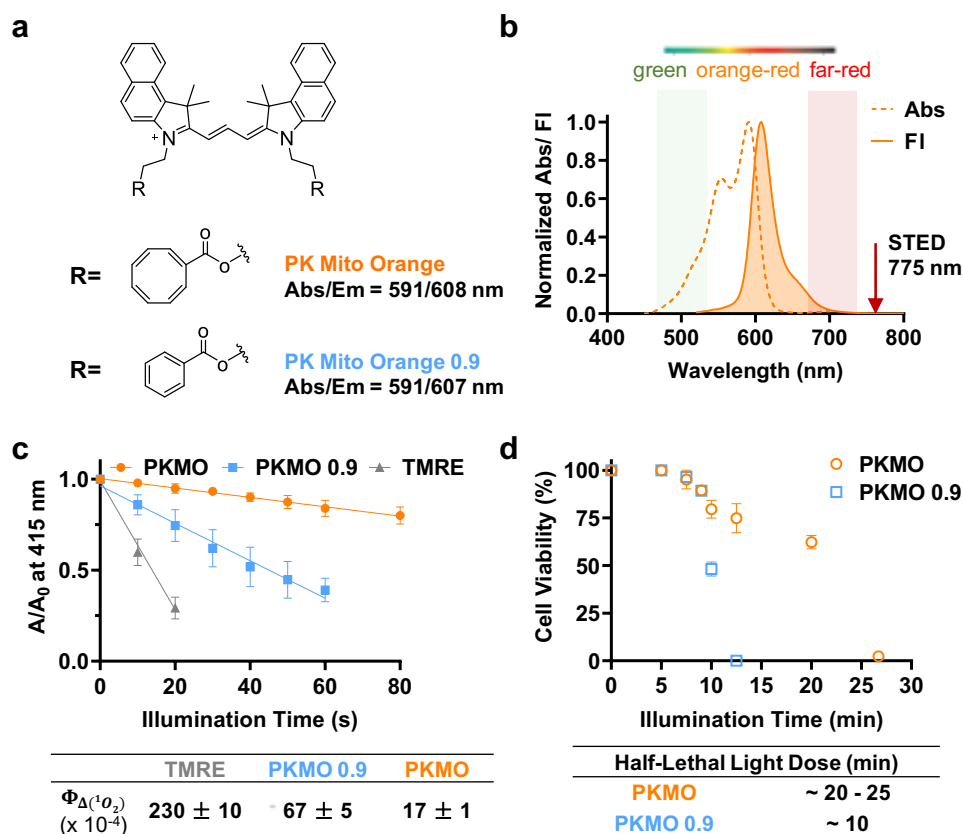 a
N
+
N
R
R
R=
O
O
PK Mito Orange
Abs/Em = 591/608 nm
R=
O
O
PK Mito Orange 0.9
Abs/Em = 591/607 nm
b
green orange-red far-red
Abs
FI
STED
775 nm
Normalized Abs/ FI
1.0
0.8
0.6
0.4
0.2
0.0
400 500 600 700 800
Wavelength (nm)
c
PKMO PKMO 0.9 TMRE
A/A0 at 415 nm
1.0
0.5
0.0
0 20 40 60 80
Illumination Time (s)
TMRE PKMO 0.9 PKMO
ΦΔ(¹O₂)
(x 10⁻⁴)
230 ± 10 67 ± 5 17 ± 1
d
PKMO
PKMO 0.9
Cell Viability (%)
100
75
50
25
0
0 5 10 15 20 25 30
Illumination Time (min)
Half-Lethal Light Dose (min)
PKMO ~ 20 - 25
PKMO 0.9 ~ 10